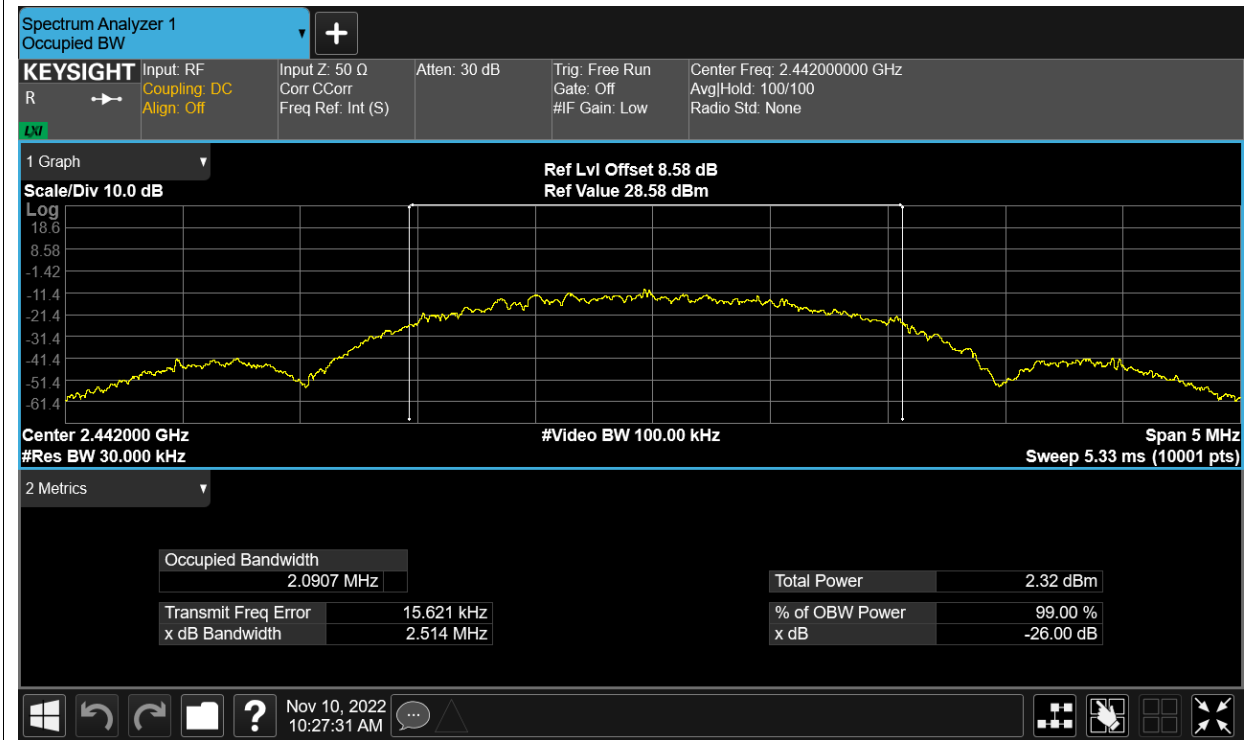 Spectrum Analyzer 1
Occupied BW
KEYSIGHT
R
LXI
Input: RF
Coupling: DC
Align: Off
Input Z: 50 Ω
Corr CCorr
Freq Ref: Int (S)
Atten: 30 dB
Trig: Free Run
Gate: Off
#IF Gain: Low
Center Freq: 2.442000000 GHz
Avg|Hold: 100/100
Radio Std: None
1 Graph
Scale/Div 10.0 dB
Ref Lvl Offset 8.58 dB
Ref Value 28.58 dBm
Log
18.6
8.58
-1.42
-11.4
-21.4
-31.4
-41.4
-51.4
-61.4
Center 2.442000 GHz
#Video BW 100.00 kHz
Span 5 MHz
#Res BW 30.000 kHz
Sweep 5.33 ms (10001 pts)
2 Metrics
Occupied Bandwidth
2.0907 MHz
Total Power 2.32 dBm
Transmit Freq Error 15.621 kHz
% of OBW Power 99.00 %
x dB Bandwidth 2.514 MHz
x dB -26.00 dB
?
Nov 10, 2022
10:27:31 AM